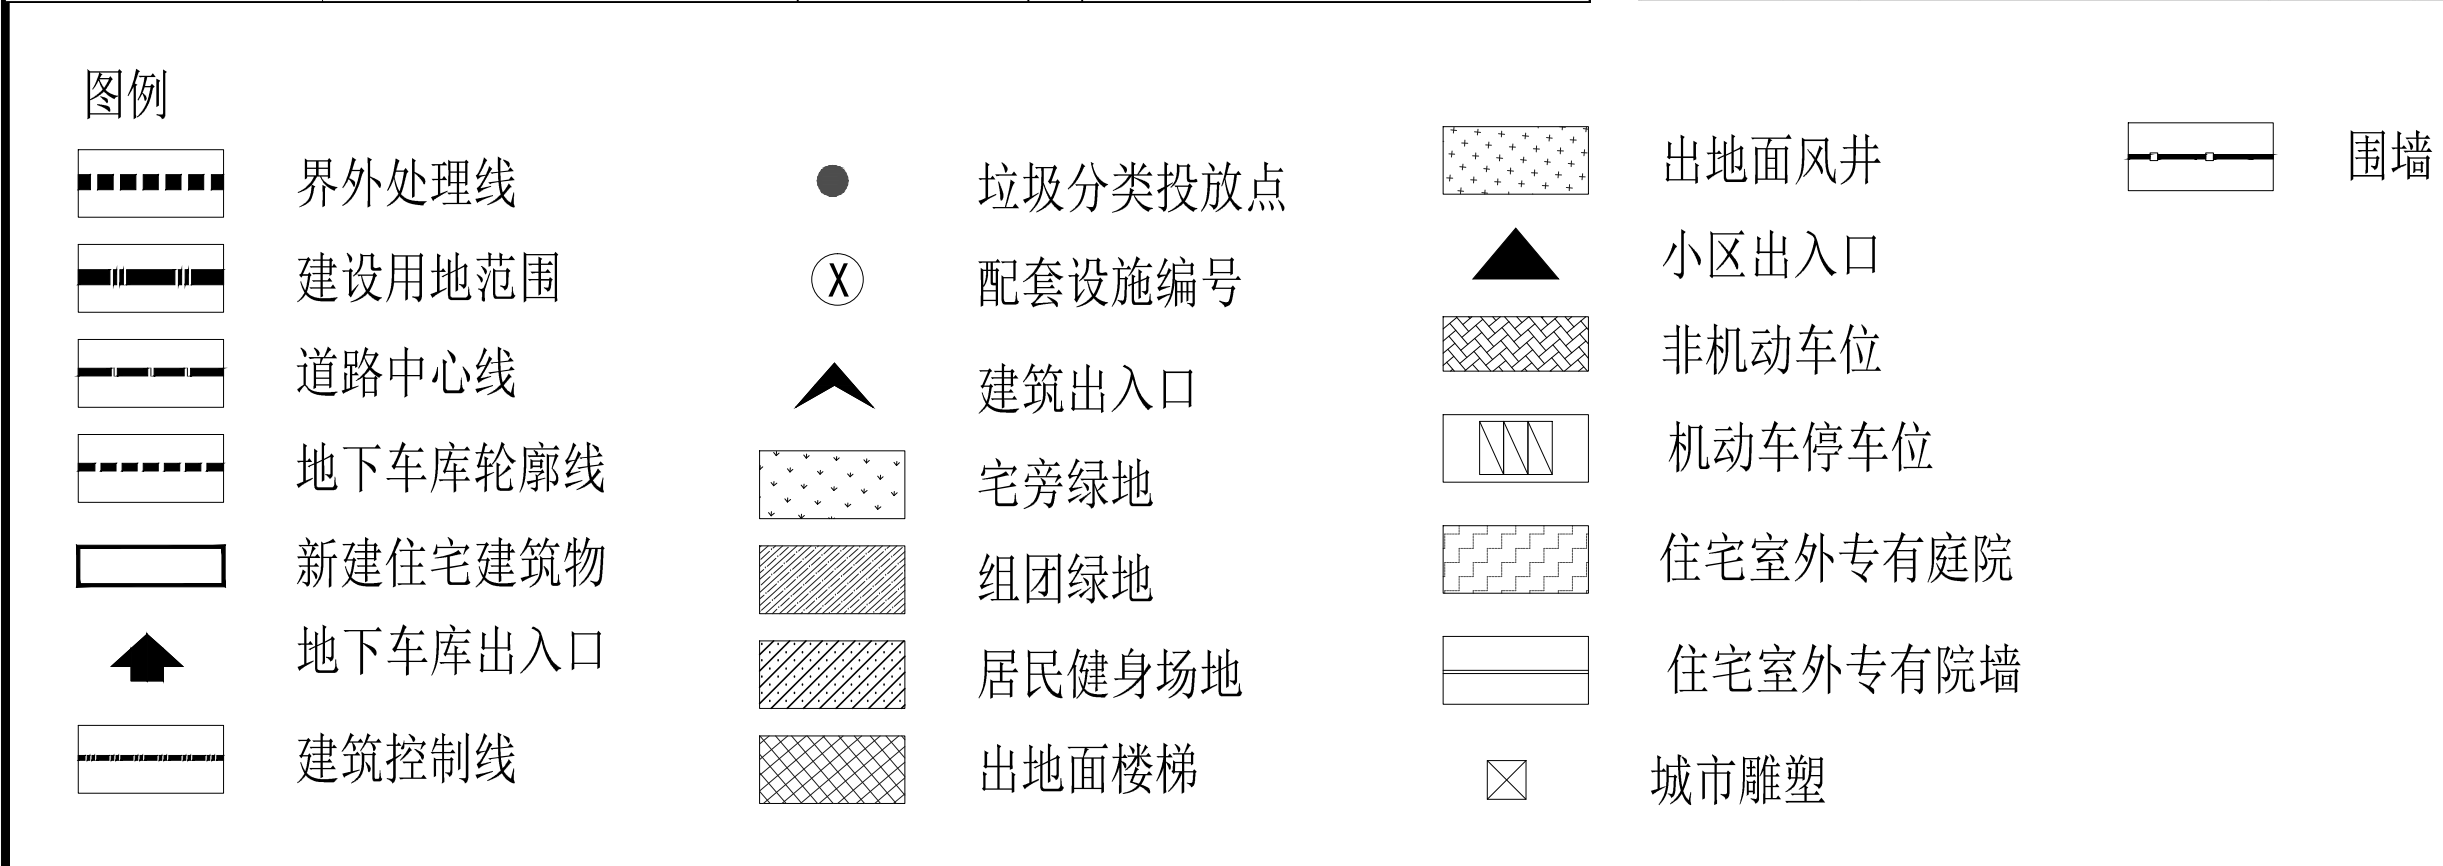 图例
界外处理线
建设用地范围
道路中心线
地下车库轮廓线
新建住宅建筑物
地下车库出入口
建筑控制线
垃圾分类投放点
X
配套设施编号
建筑出入口
宅旁绿地
组团绿地
居民健身场地
出地面楼梯
出地面风井
小区出入口
非机动车位
机动车停车位
住宅室外专有庭院
住宅室外专有院墙
城市雕塑
围墙